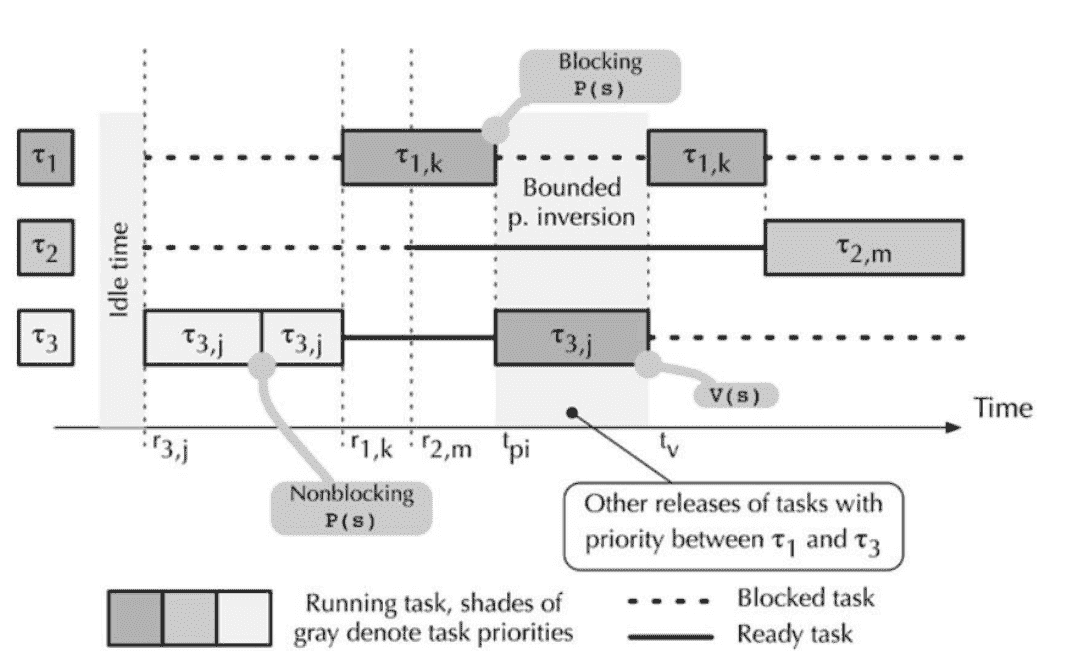 Blocking
P(s)
τ1
τ1,k
τ1,k
Bounded
p. inversion
τ2
τ2,m
Idle time
τ3
τ3,j
τ3,j
τ3,j
V(s)
Time
r3,j
r1,k
r2,m
tpi
tv
Nonblocking
P(s)
Other releases of tasks with
priority between τ1 and τ3
Running task, shades of
gray denote task priorities
Blocked task
Ready task